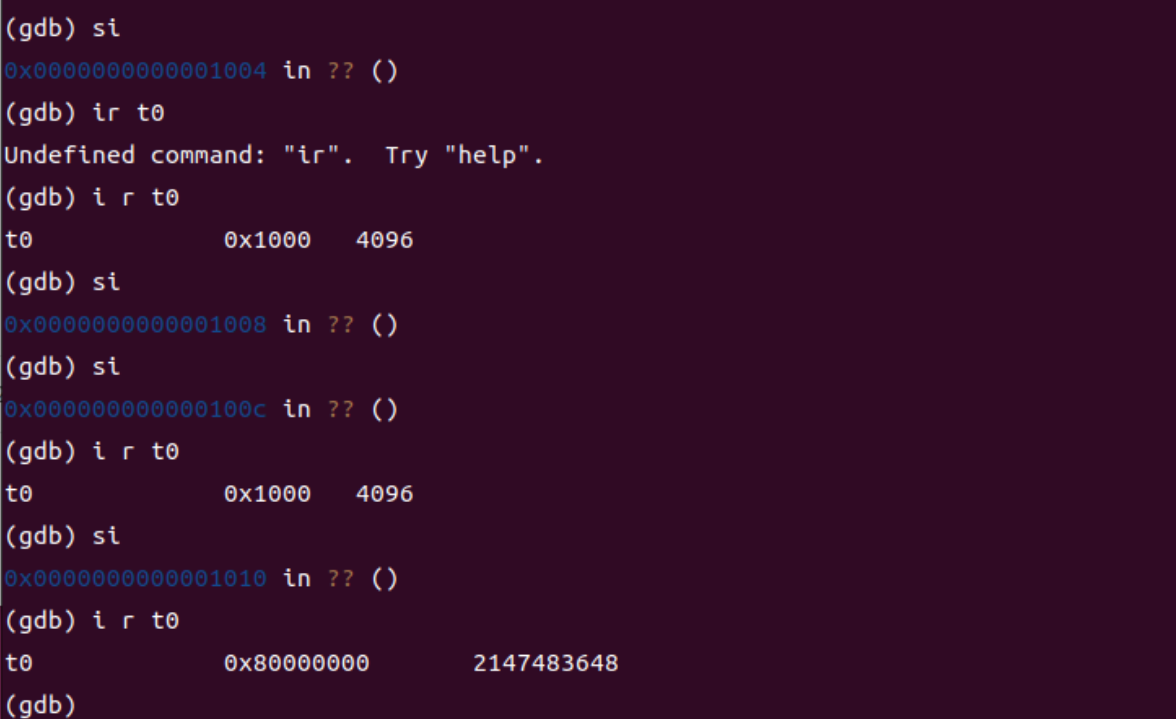 (gdb) si
0x0000000000001004 in ?? ()
(gdb) ir t0
Undefined command: "ir".  Try "help".
(gdb) i r t0
t0             0x1000   4096
(gdb) si
0x0000000000001008 in ?? ()
(gdb) si
0x000000000000100c in ?? ()
(gdb) i r t0
t0             0x1000   4096
(gdb) si
0x0000000000001010 in ?? ()
(gdb) i r t0
t0             0x80000000       2147483648
(gdb)